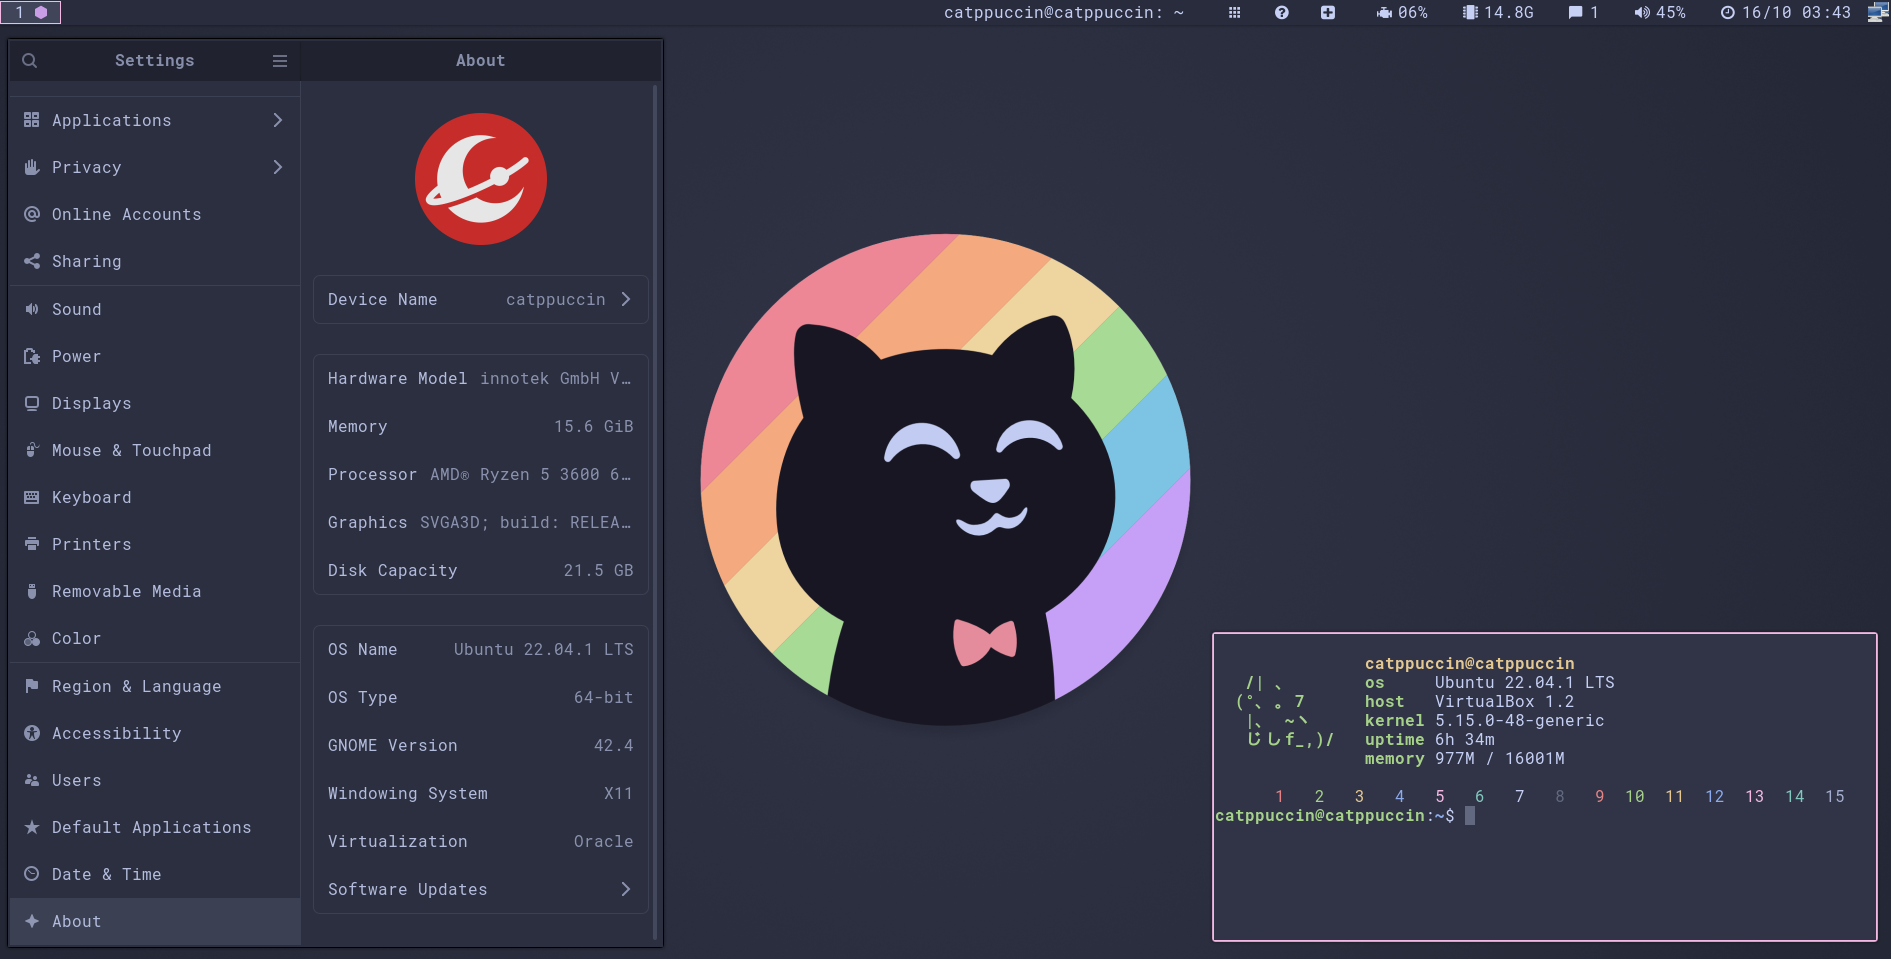 1
catppuccin@catppuccin: ~
06%
14.8G
1
45%
16/10 03:43
Settings
About
Applications
Privacy
Online Accounts
Sharing
Sound
Power
Displays
Mouse & Touchpad
Keyboard
Printers
Removable Media
Color
Region & Language
Accessibility
Users
Default Applications
Date & Time
About
Device Name catppuccin
Hardware Model innotek GmbH V…
Memory 15.6 GiB
Processor AMD® Ryzen 5 3600 6…
Graphics SVGA3D; build: RELEA…
Disk Capacity 21.5 GB
OS Name Ubuntu 22.04.1 LTS
OS Type 64-bit
GNOME Version 42.4
Windowing System X11
Virtualization Oracle
Software Updates
catppuccin@catppuccin
/| 、 os Ubuntu 22.04.1 LTS
(°、 。 7 host VirtualBox 1.2
|、 ~ヽ kernel 5.15.0-48-generic
じしf_,)/ uptime 6h 34m
memory 977M / 16001M
1 2 3 4 5 6 7 8 9 10 11 12 13 14 15
catppuccin@catppuccin:~$